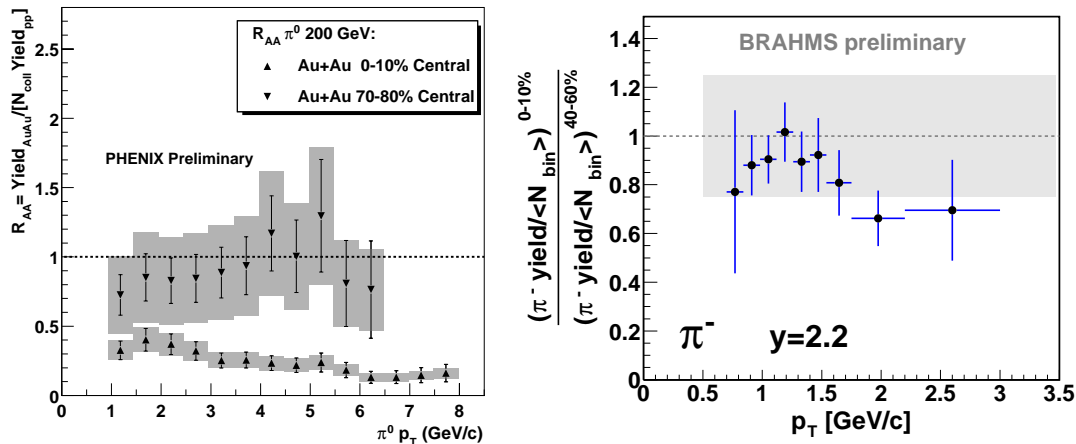 R_AA= Yield_AuAu/[N_coll Yield_pp]
2.5
2
1.5
1
0.5
0
R_AA π⁰ 200 GeV:
Au+Au 0-10% Central
Au+Au 70-80% Central
PHENIX Preliminary
0 1 2 3 4 5 6 7 8
π⁰ p_T (GeV/c)
(π⁻ yield/<N_bin>)^0-10%
(π⁻ yield/<N_bin>)^40-60%
1.4
1.2
1
0.8
0.6
0.4
0.2
0
BRAHMS preliminary
π⁻ y=2.2
0 0.5 1 1.5 2 2.5 3 3.5
p_T [GeV/c]